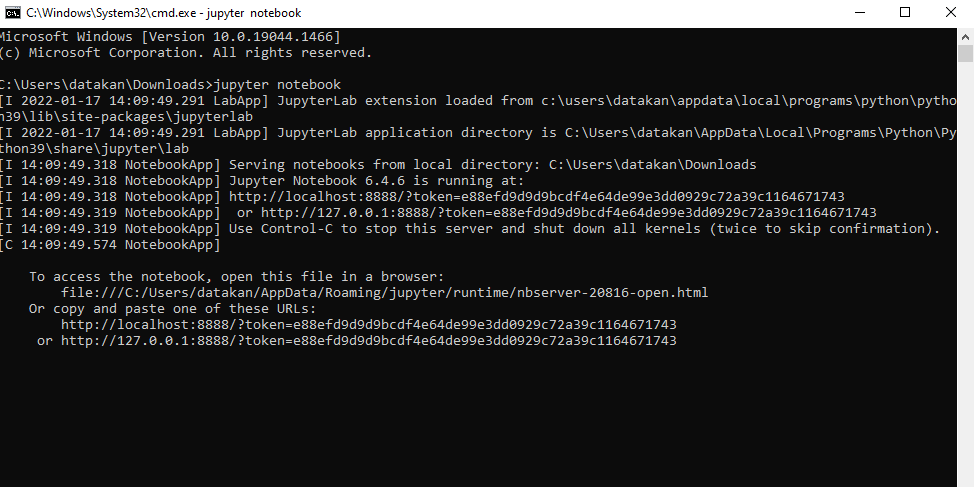 C:\Windows\System32\cmd.exe - jupyter notebook
Microsoft Windows [Version 10.0.19044.1466]
(c) Microsoft Corporation. All rights reserved.
C:\Users\datakan\Downloads>jupyter notebook
[I 2022-01-17 14:09:49.291 LabApp] JupyterLab extension loaded from c:\users\datakan\appdata\local\programs\python\pytho
n39\lib\site-packages\jupyterlab
[I 2022-01-17 14:09:49.291 LabApp] JupyterLab application directory is C:\Users\datakan\AppData\Local\Programs\Python\Py
thon39\share\jupyter\lab
[I 14:09:49.318 NotebookApp] Serving notebooks from local directory: C:\Users\datakan\Downloads
[I 14:09:49.318 NotebookApp] Jupyter Notebook 6.4.6 is running at:
[I 14:09:49.318 NotebookApp] http://localhost:8888/?token=e88efd9d9d9bcdf4e64de99e3dd0929c72a39c1164671743
[I 14:09:49.319 NotebookApp]  or http://127.0.0.1:8888/?token=e88efd9d9d9bcdf4e64de99e3dd0929c72a39c1164671743
[I 14:09:49.319 NotebookApp] Use Control-C to stop this server and shut down all kernels (twice to skip confirmation).
[C 14:09:49.574 NotebookApp]
To access the notebook, open this file in a browser:
file:///C:/Users/datakan/AppData/Roaming/jupyter/runtime/nbserver-20816-open.html
Or copy and paste one of these URLs:
http://localhost:8888/?token=e88efd9d9d9bcdf4e64de99e3dd0929c72a39c1164671743
or http://127.0.0.1:8888/?token=e88efd9d9d9bcdf4e64de99e3dd0929c72a39c1164671743